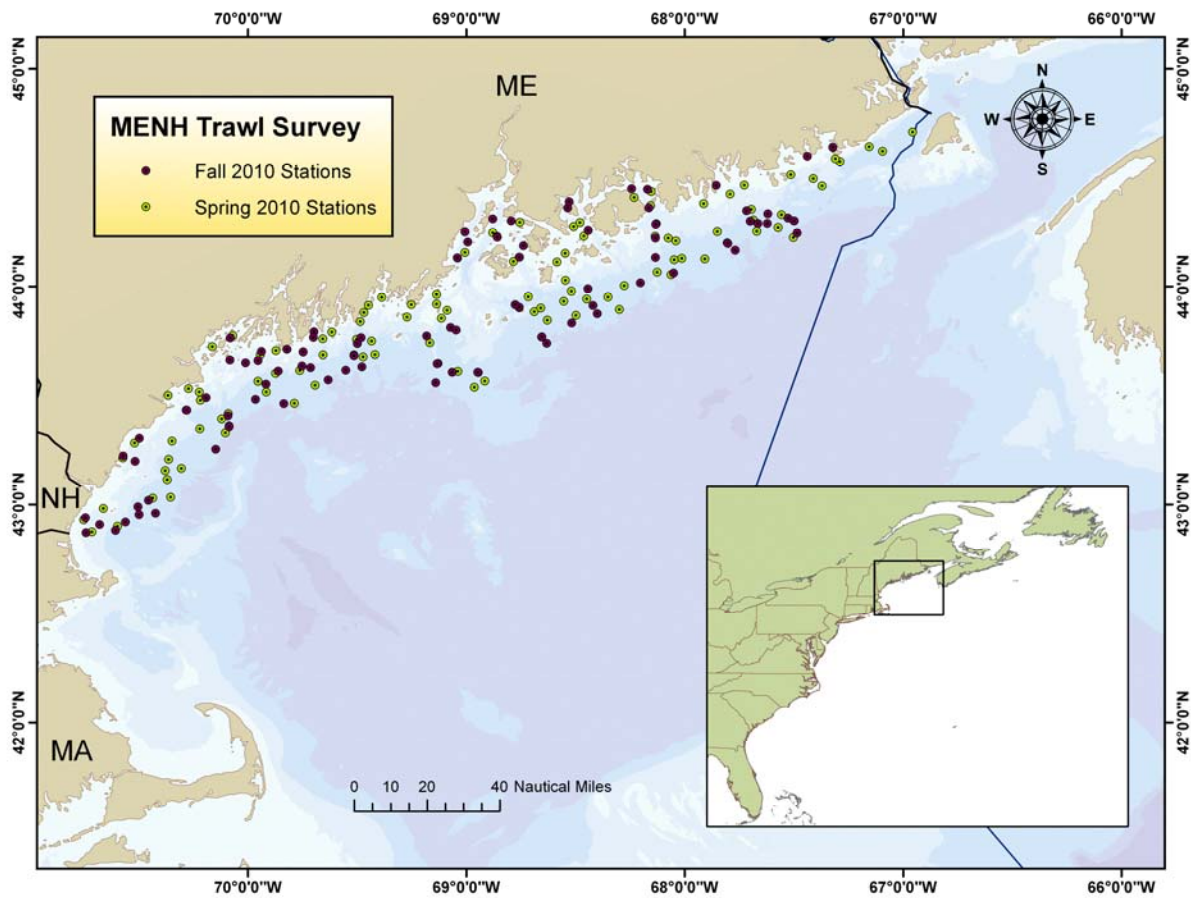 70°0'0"W 69°0'0"W 68°0'0"W 67°0'0"W 66°0'0"W
45°0'0"N 45°0'0"N
ME
N
W E
S
MENH Trawl Survey
Fall 2010 Stations
Spring 2010 Stations
44°0'0"N 44°0'0"N
NH
43°0'0"N 43°0'0"N
42°0'0"N 42°0'0"N
MA
0 10 20 40 Nautical Miles
70°0'0"W 69°0'0"W 68°0'0"W 67°0'0"W 66°0'0"W